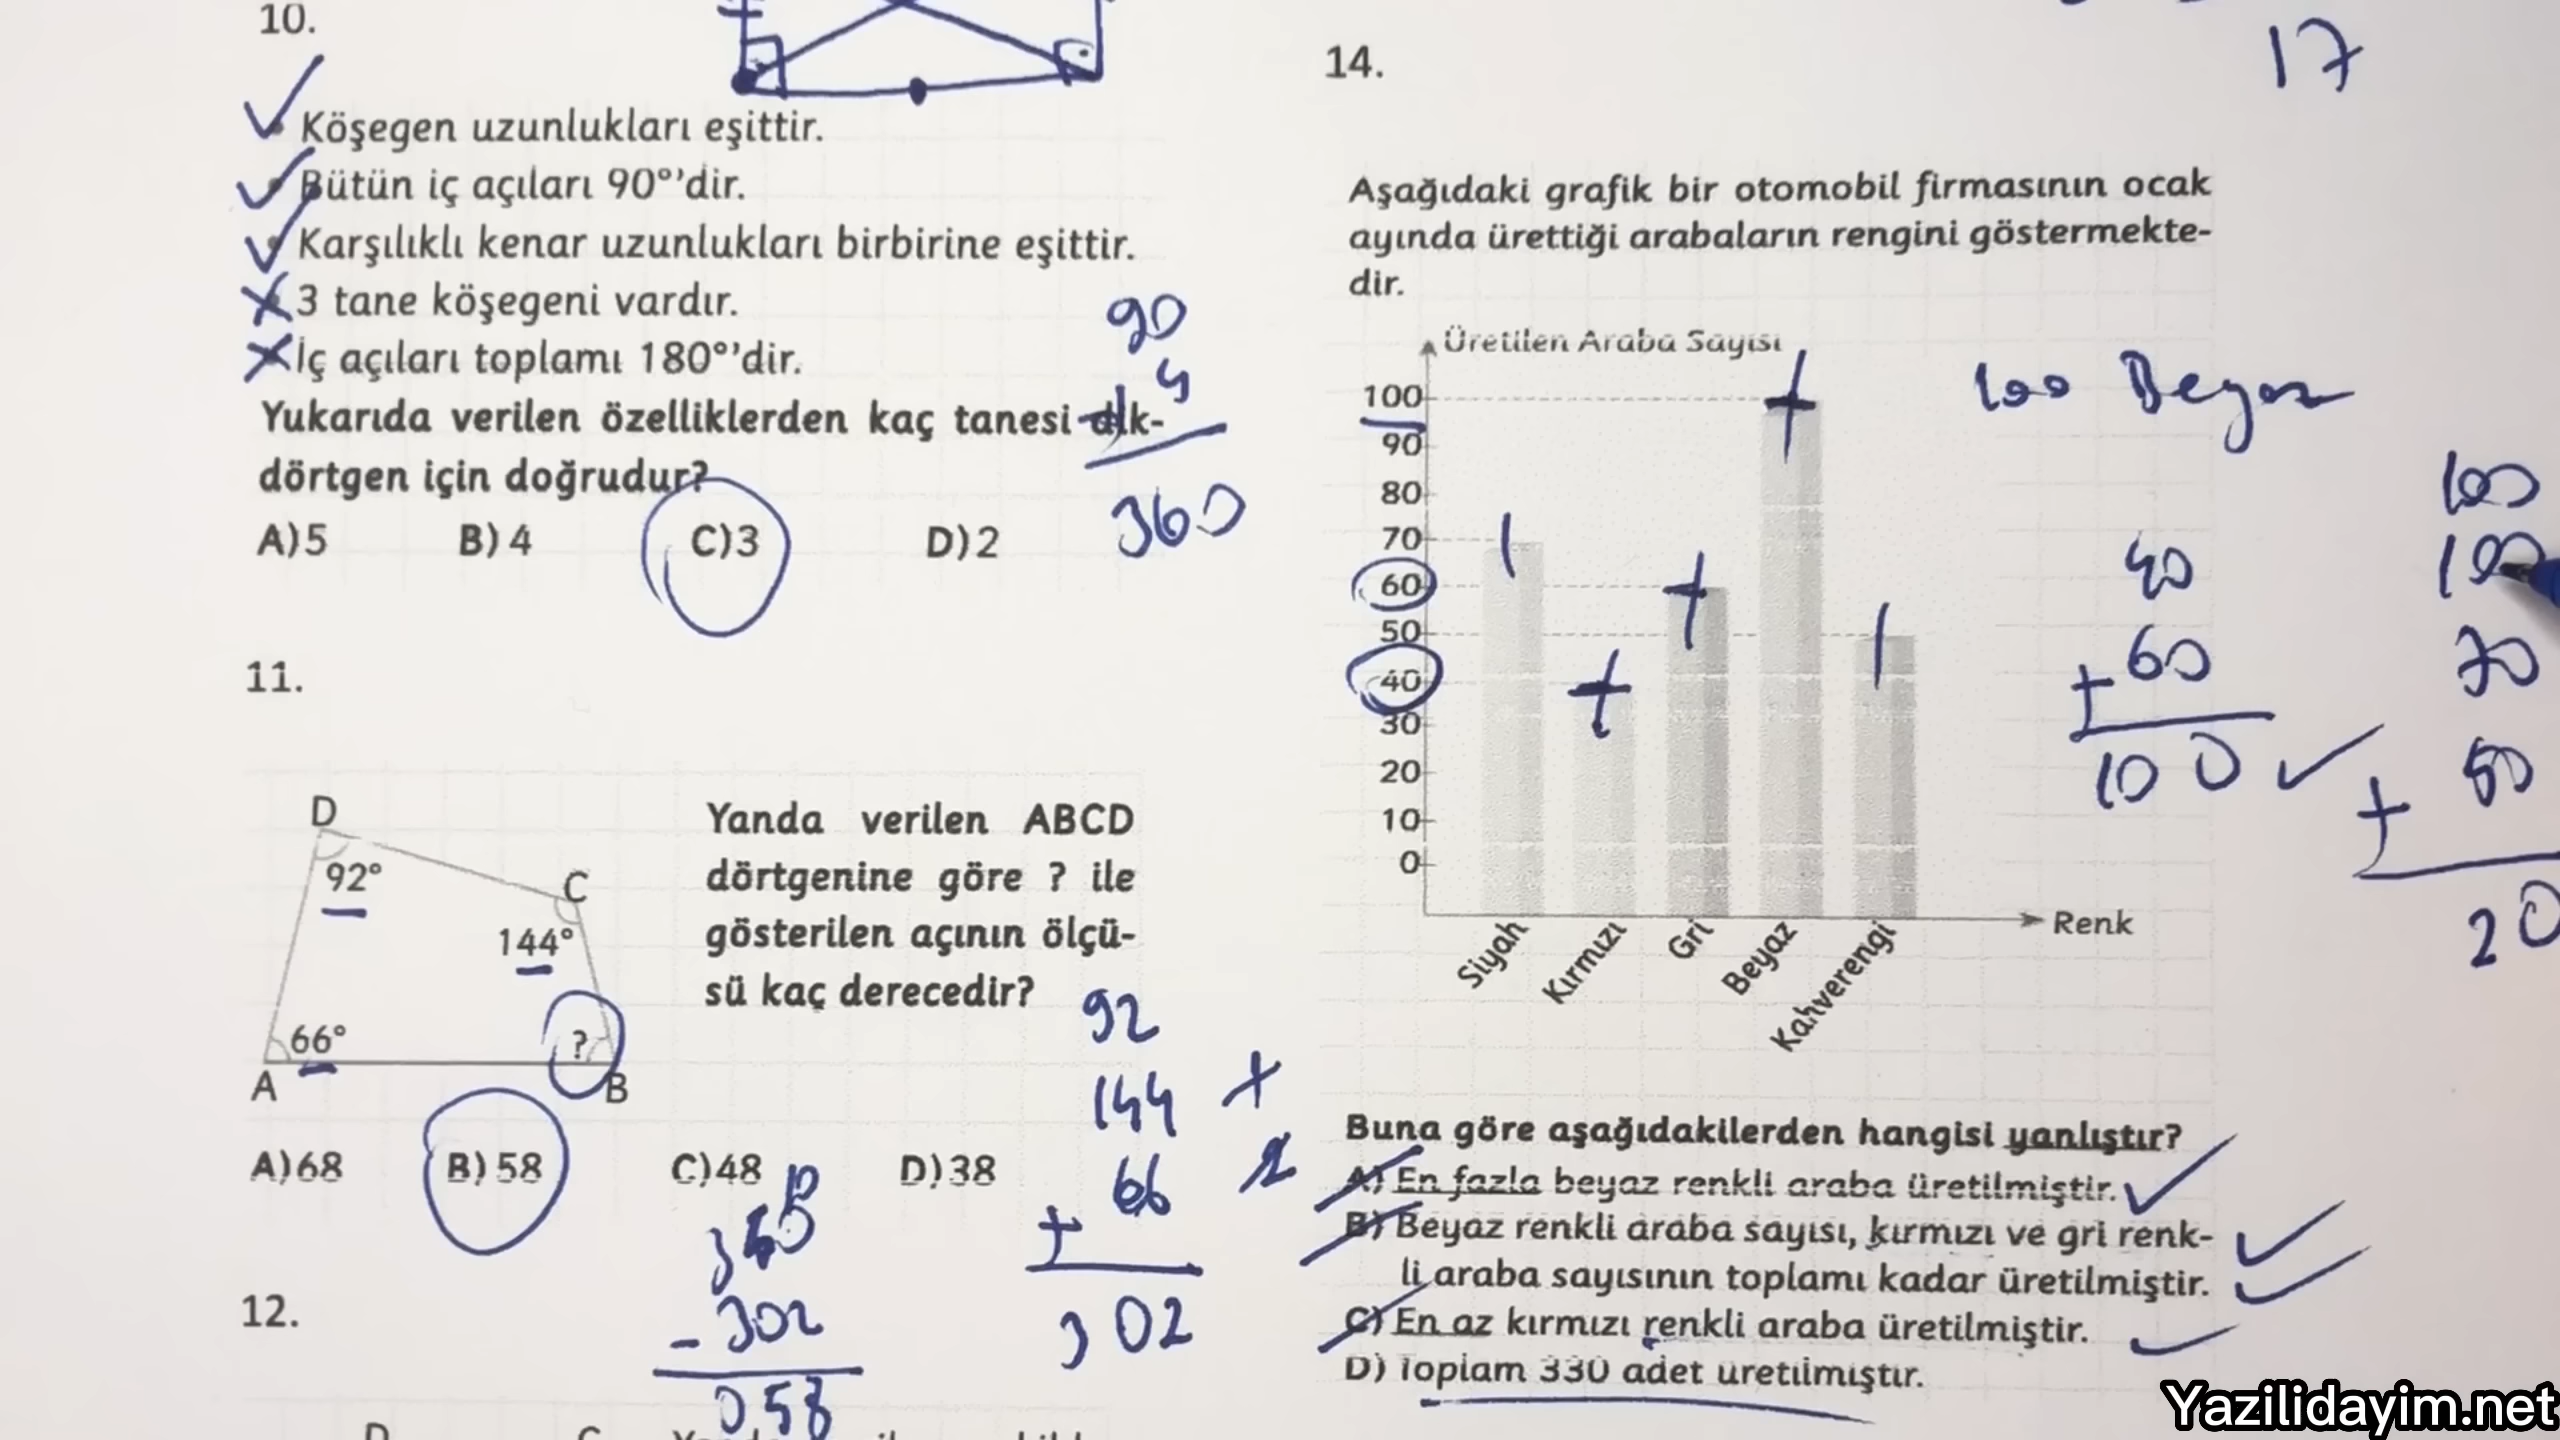 10.
Köşegen uzunlukları eşittir.
Bütün iç açıları 90°'dir.
Karşılıklı kenar uzunlukları birbirine eşittir.
3 tane köşegeni vardır.
İç açıları toplamı 180°'dir.
Yukarıda verilen özelliklerden kaç tanesi dik-
dörtgen için doğrudur?
A)5 B)4 C)3 D)2
90
4
360
11.
D
92°
C
144°
66°
?
A
B
Yanda verilen ABCD
dörtgenine göre ? ile
gösterilen açının ölçü-
sü kaç derecedir?
A)68 B)58 C)48 D)38
92
144
+ 66
302
360
- 302
058
12.
D C
17
14.
Aşağıdaki grafik bir otomobil firmasının ocak
ayında ürettiği arabaların rengini göstermekte-
dir.
Üretilen Araba Sayısı
100
90
80
70
60
50
40
30
20
10
0
Siyah
Kırmızı
Gri
Beyaz
Kahverengi
Renk
100 Beyaz
40
+ 60
100
100
100
70
+ 50
20
Buna göre aşağıdakilerden hangisi yanlıştır?
A) En fazla beyaz renkli araba üretilmiştir.
B) Beyaz renkli araba sayısı, kırmızı ve gri renk-
li araba sayısının toplamı kadar üretilmiştir.
C) En az kırmızı renkli araba üretilmiştir.
D) Toplam 330 adet üretilmiştir.
Yazilidayim.net